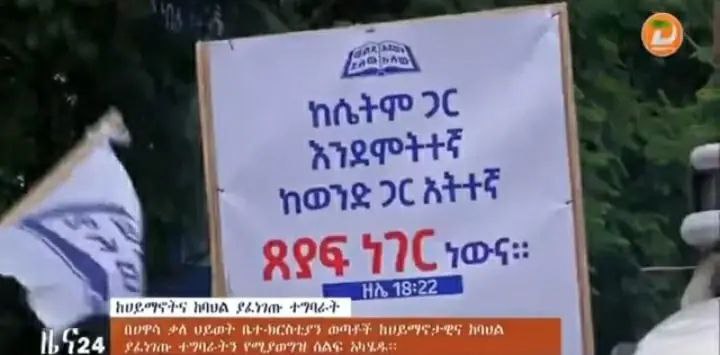 ከሴትም ጋር
እንደምትተኛ
ከወንድ ጋር አትተኛ
ጸያፍ ነገር ነውና።
ዘሌ 18:22
ከሀይማኖትና ከባህል ያፈነገጡ ተግባራት
ዜና24
በሀዋሳ ቃለ ህይወት ቤተ-ክርስቲያን ወጣቶች ከሀይማኖታዊና ከባህል
ያፈነገጡ ተግባራትን የሚያወግዝ ሰልፍ አካሄዱ።